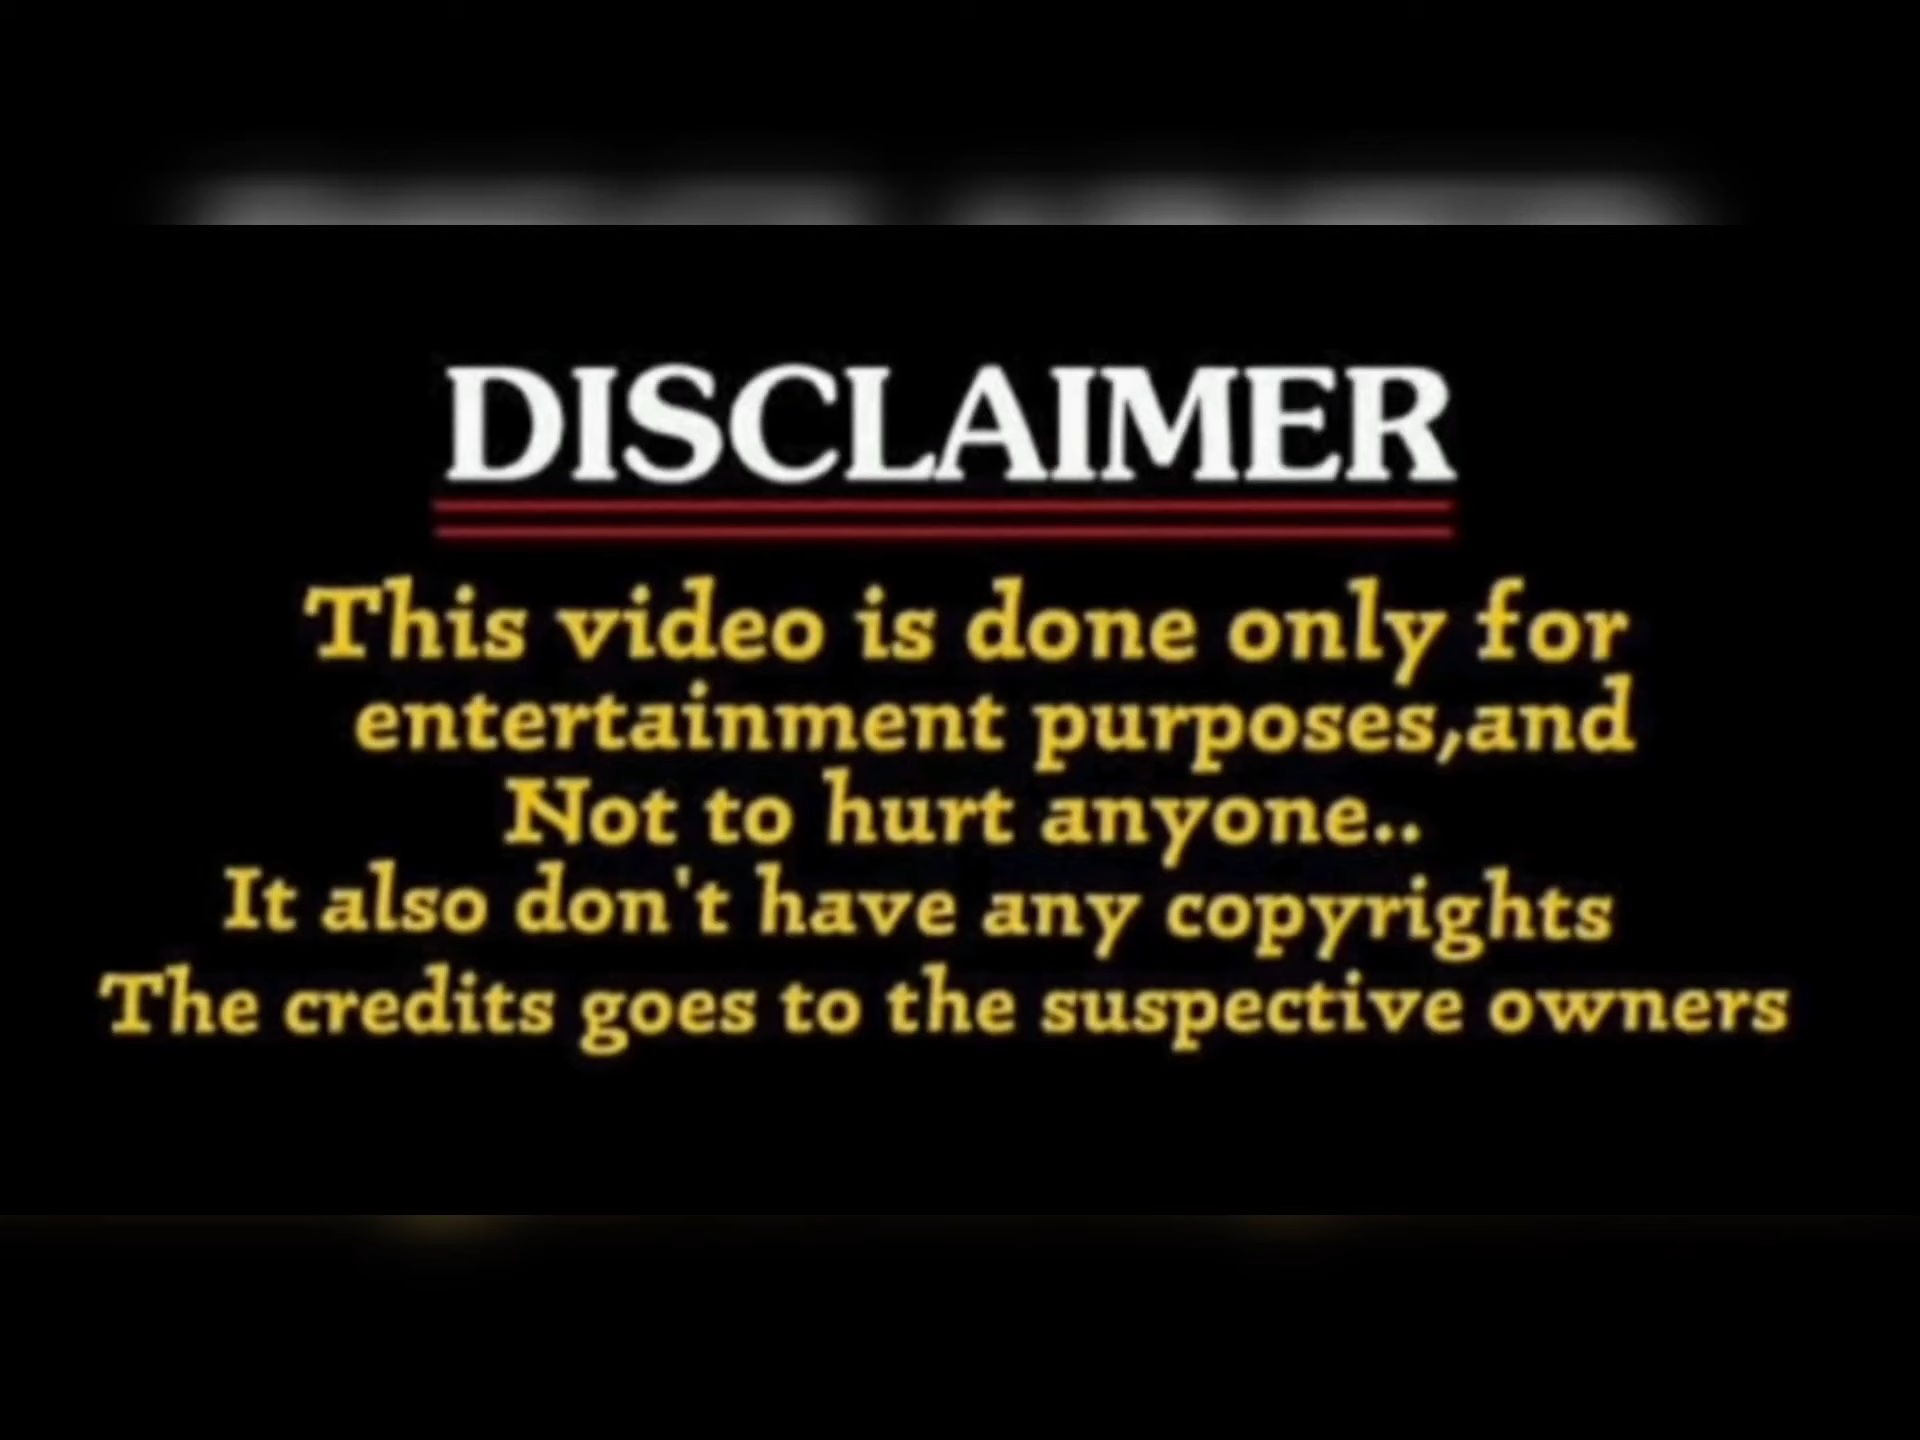 DISCLAIMER
This video is done only for
entertainment purposes,and
Not to hurt anyone..
It also don't have any copyrights
The credits goes to the suspective owners